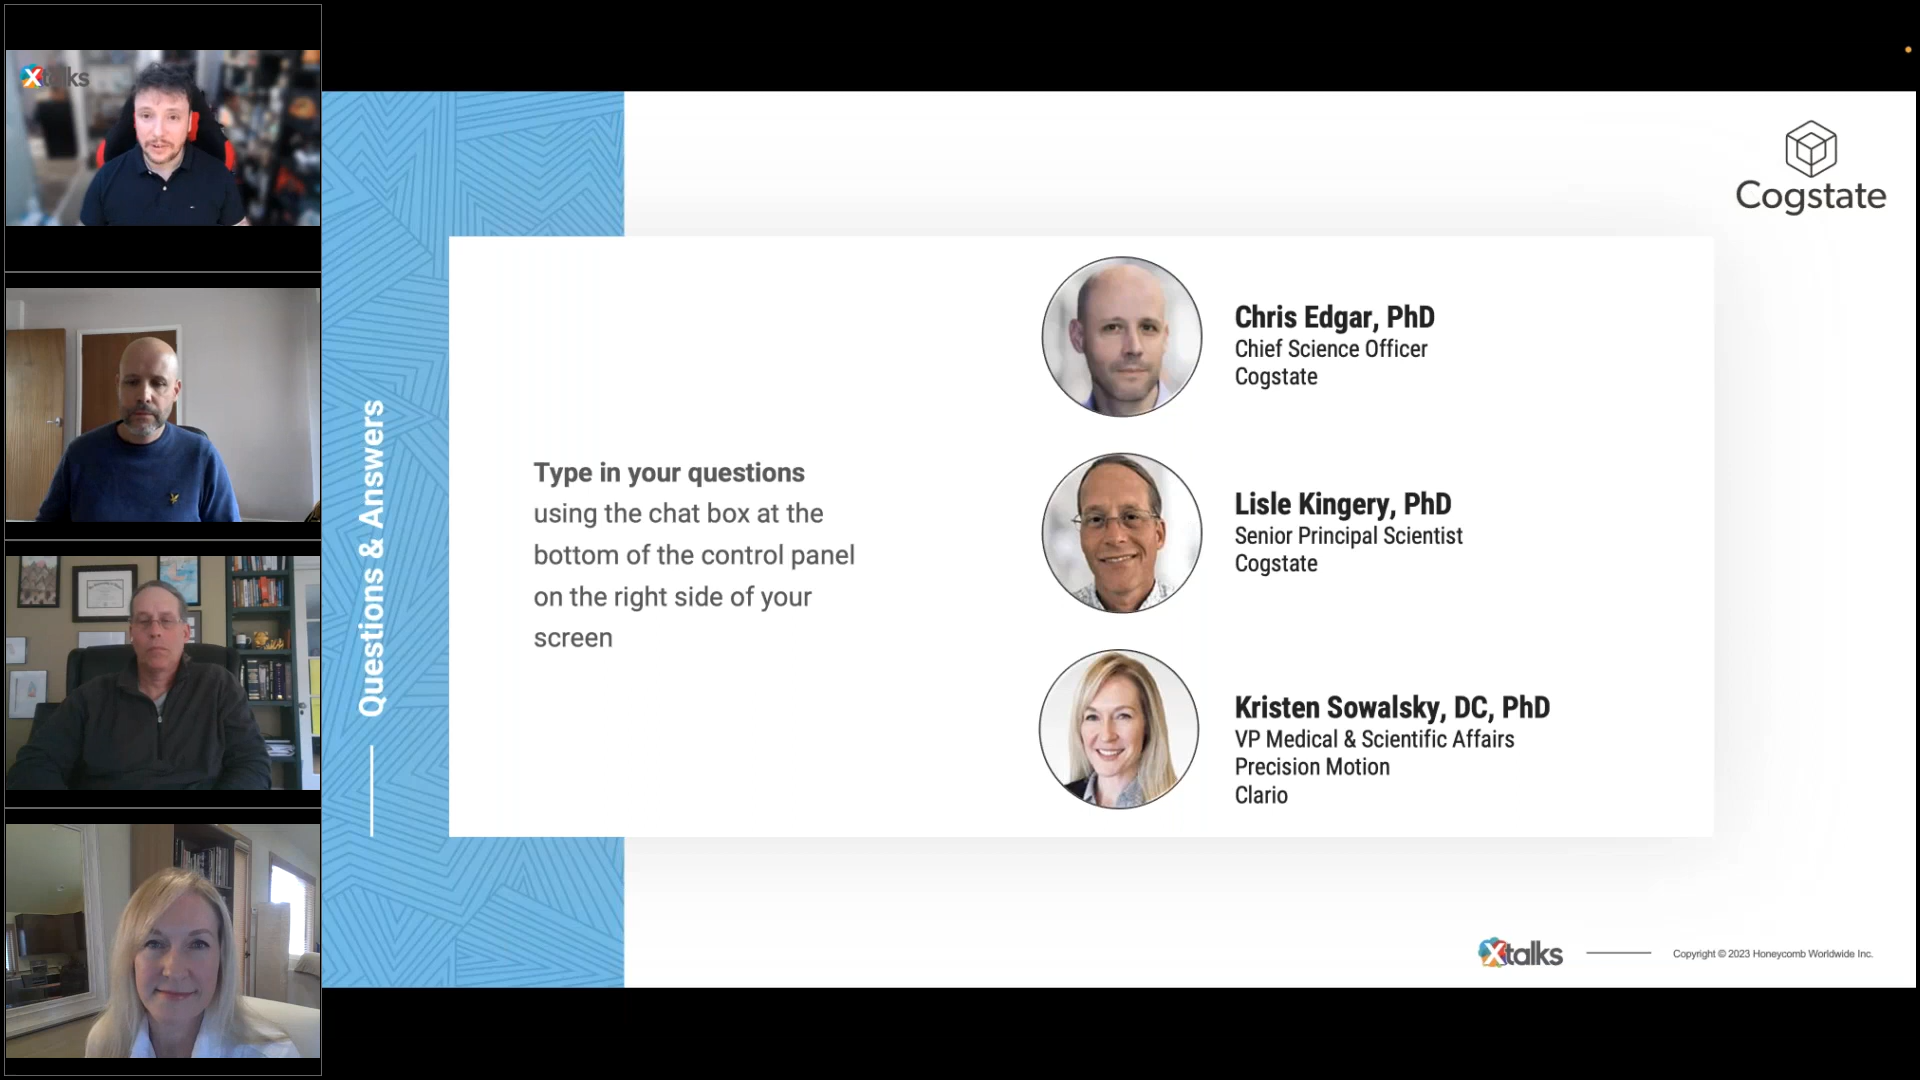 Xtalks
Cogstate
Questions & Answers
Type in your questions
using the chat box at the
bottom of the control panel
on the right side of your
screen
Chris Edgar, PhD
Chief Science Officer
Cogstate
Lisle Kingery, PhD
Senior Principal Scientist
Cogstate
Kristen Sowalsky, DC, PhD
VP Medical & Scientific Affairs
Precision Motion
Clario
Xtalks
Copyright © 2023 Honeycomb Worldwide Inc.